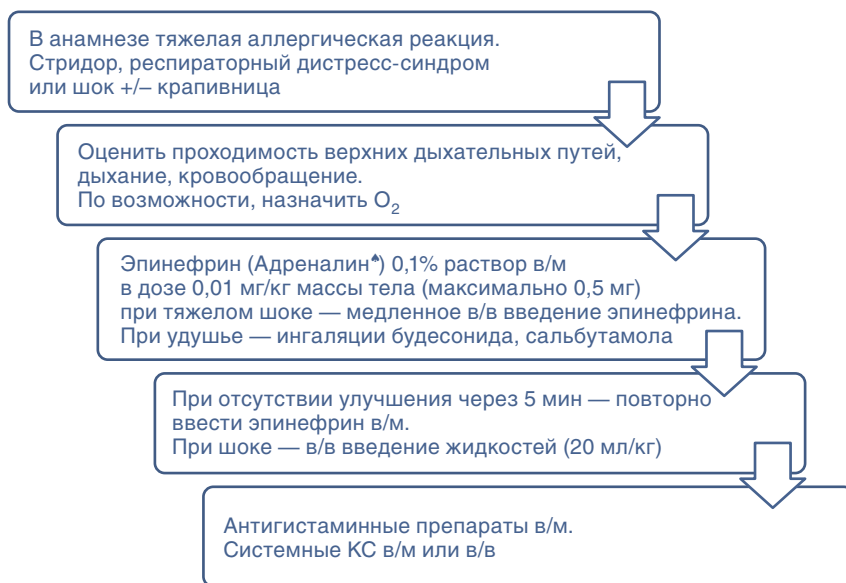 В анамнезе тяжелая аллергическая реакция.
Стридор, респираторный дистресс-синдром
или шок +/– крапивница
Оценить проходимость верхних дыхательных путей,
дыхание, кровообращение.
По возможности, назначить O₂
Эпинефрин (Адреналин♠) 0,1% раствор в/м
в дозе 0,01 мг/кг массы тела (максимально 0,5 мг)
при тяжелом шоке — медленное в/в введение эпинефрина.
При удушье — ингаляции будесонида, сальбутамола
При отсутствии улучшения через 5 мин — повторно
ввести эпинефрин в/м.
При шоке — в/в введение жидкостей (20 мл/кг)
Антигистаминные препараты в/м.
Системные КС в/м или в/в